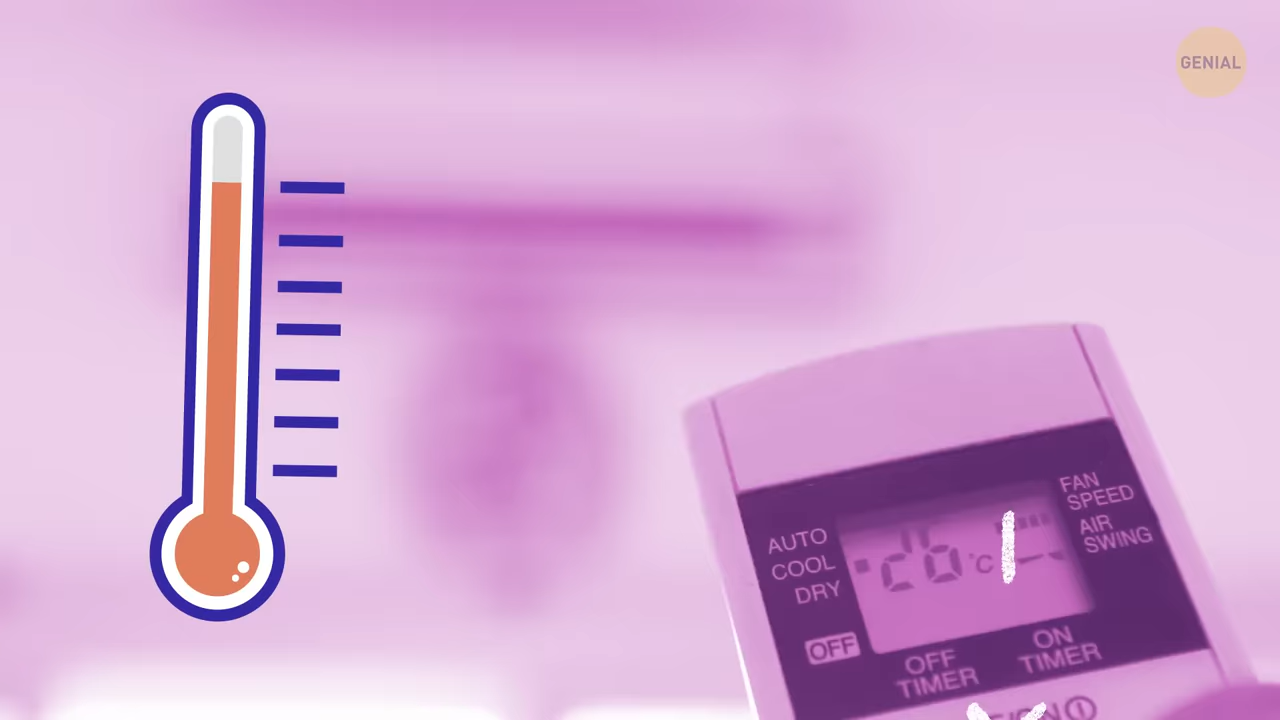 GENIAL
FAN
SPEED
AIR
SWING
AUTO
COOL
DRY
26°C
OFF
OFF
TIMER
ON
TIMER